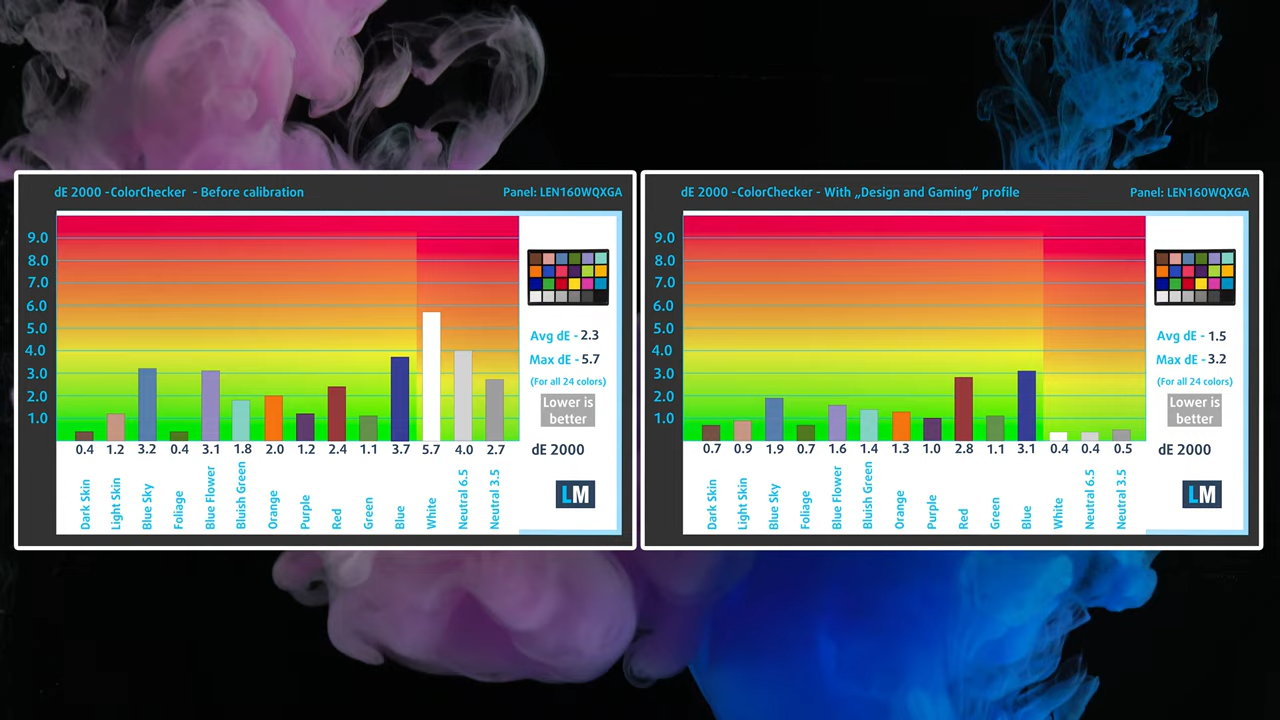 dE 2000 -ColorChecker - Before calibration
Panel: LEN160WQXGA
9.0
8.0
7.0
6.0
5.0
4.0
3.0
2.0
1.0
0.4 1.2 3.2 0.4 3.1 1.8 2.0 1.2 2.4 1.1 3.7 5.7 4.0 2.7
Dark Skin
Light Skin
Blue Sky
Foliage
Blue Flower
Bluish Green
Orange
Purple
Red
Green
Blue
White
Neutral 6.5
Neutral 3.5
Avg dE - 2.3
Max dE - 5.7
(For all 24 colors)
Lower is
better
dE 2000
LM
dE 2000 -ColorChecker - With „Design and Gaming“ profile
Panel: LEN160WQXGA
9.0
8.0
7.0
6.0
5.0
4.0
3.0
2.0
1.0
0.7 0.9 1.9 0.7 1.6 1.4 1.3 1.0 2.8 1.1 3.1 0.4 0.4 0.5
Dark Skin
Light Skin
Blue Sky
Foliage
Blue Flower
Bluish Green
Orange
Purple
Red
Green
Blue
White
Neutral 6.5
Neutral 3.5
Avg dE - 1.5
Max dE - 3.2
(For all 24 colors)
Lower is
better
dE 2000
LM